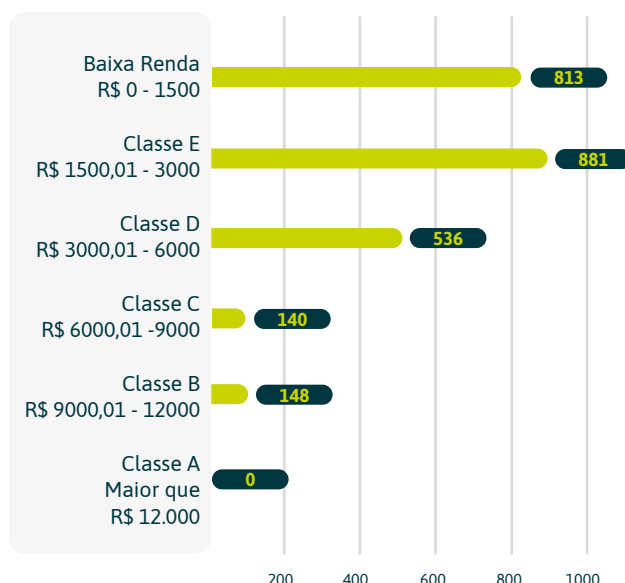 Baixa Renda
R$ 0 - 1500
813
Classe E
R$ 1500,01 - 3000
881
Classe D
R$ 3000,01 - 6000
536
Classe C
R$ 6000,01 -9000
140
Classe B
R$ 9000,01 - 12000
148
Classe A
Maior que
R$ 12.000
0
200 400 600 800 1000